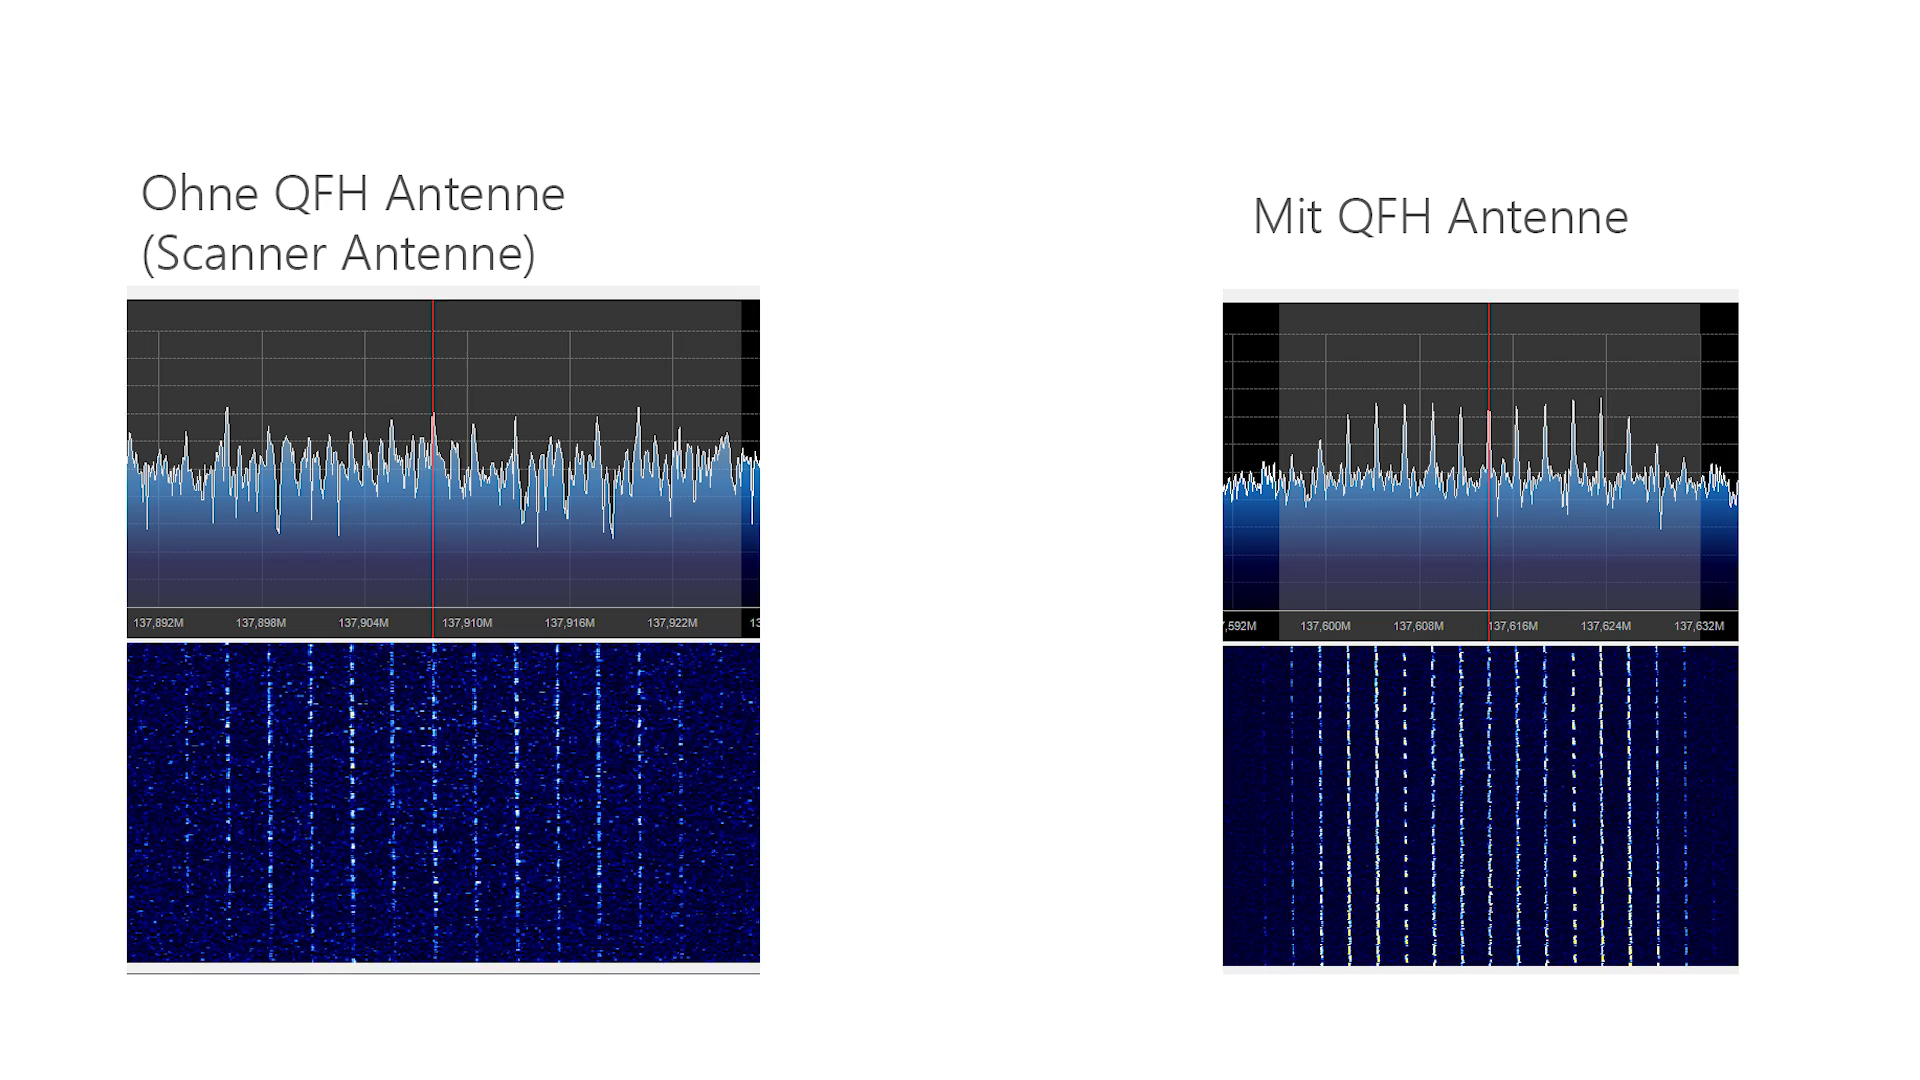 Ohne QFH Antenne
(Scanner Antenne)
137,892M 137,898M 137,904M 137,910M 137,916M 137,922M
Mit QFH Antenne
,592M 137,600M 137,608M 137,616M 137,624M 137,632M